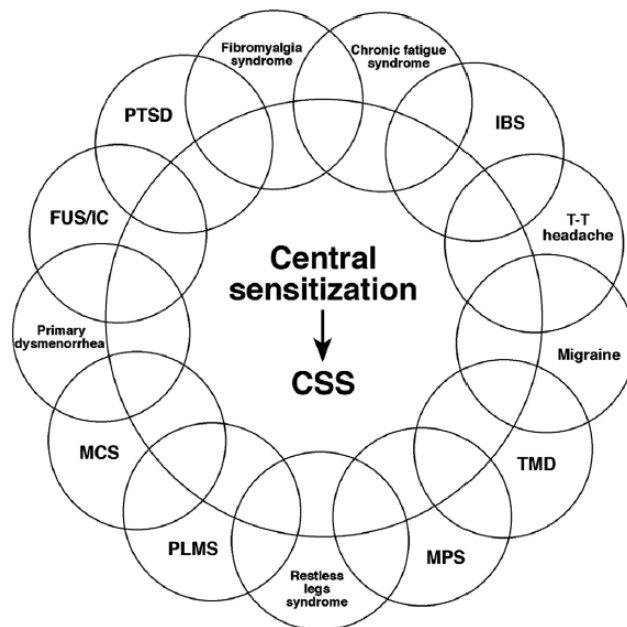 Fibromyalgia
syndrome
Chronic fatigue
syndrome
PTSD
IBS
FUS/IC
T-T
headache
Central
sensitization
CSS
Primary
dysmenorrhea
Migraine
MCS
TMD
PLMS
MPS
Restless
legs
syndrome